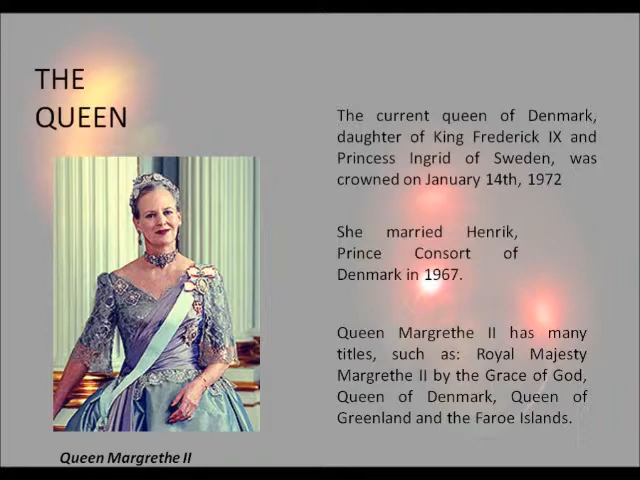 THE
QUEEN
The current queen of Denmark,
daughter of King Frederick IX and
Princess Ingrid of Sweden, was
crowned on January 14th, 1972
She married Henrik,
Prince Consort of
Denmark in 1967.
Queen Margrethe II has many
titles, such as: Royal Majesty
Margrethe II by the Grace of God,
Queen of Denmark, Queen of
Greenland and the Faroe Islands.
Queen Margrethe II